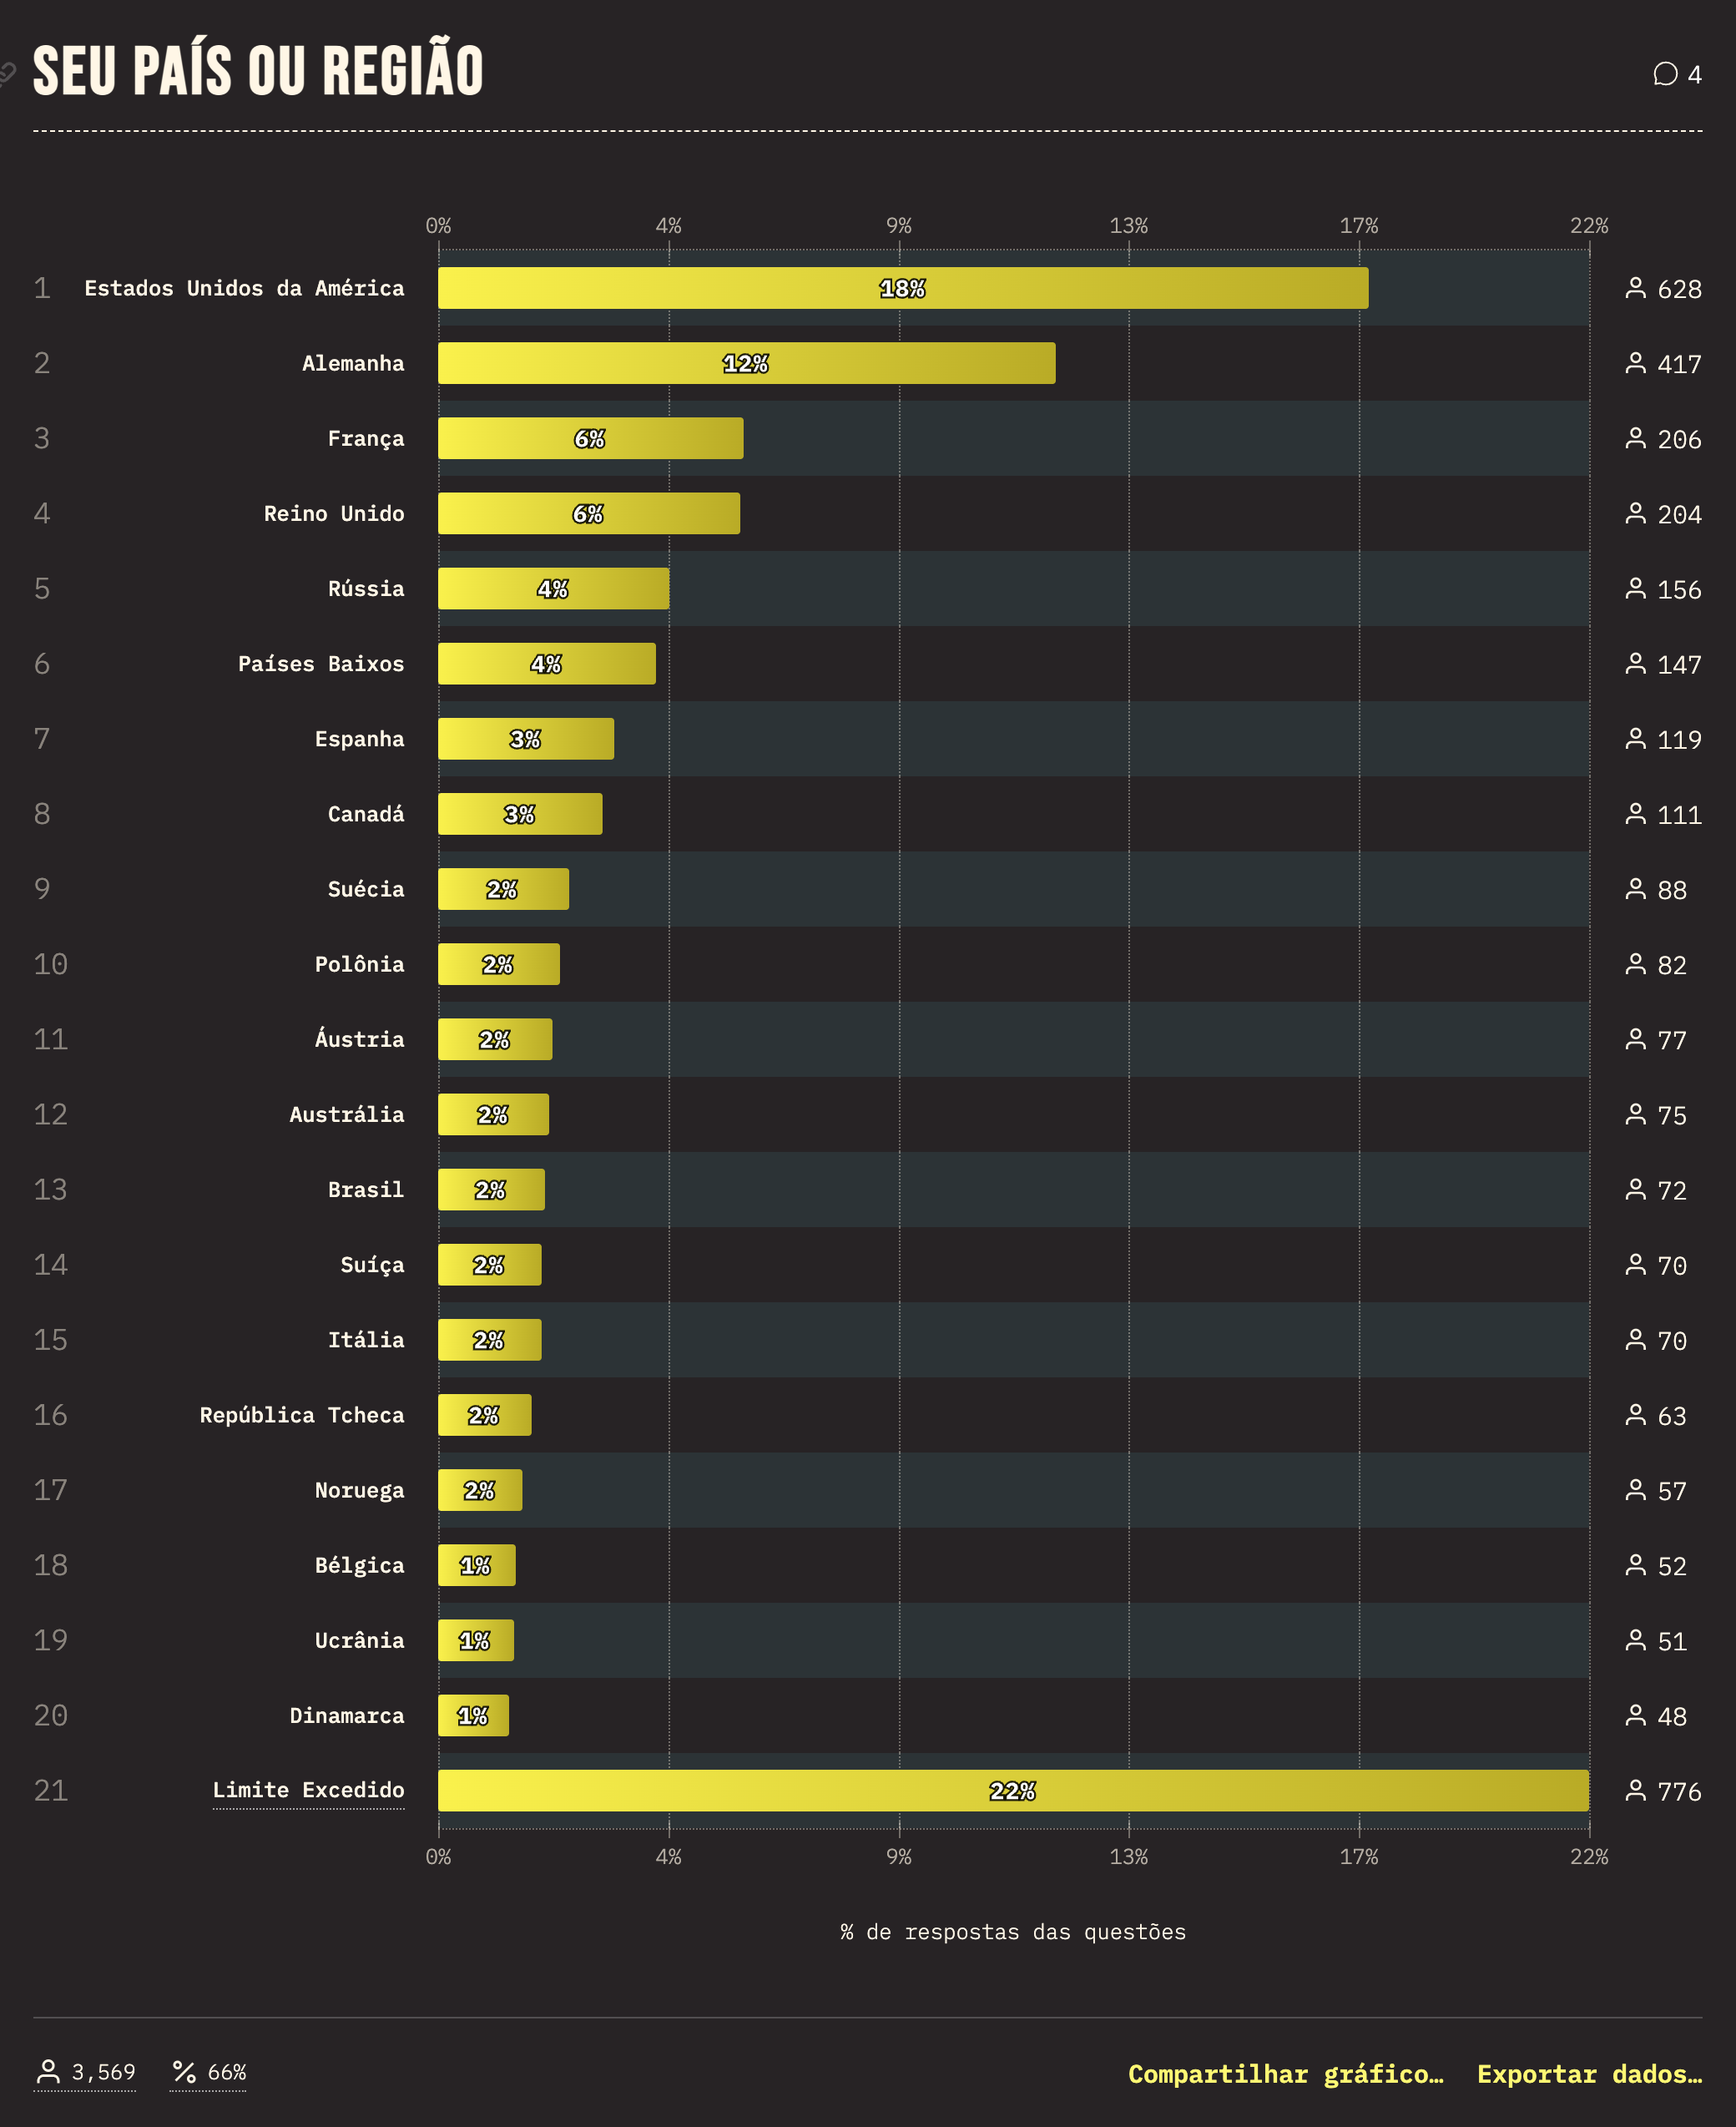 SEU PAÍS OU REGIÃO
4
0% 4% 9% 13% 17% 22%
1 Estados Unidos da América 18% 628
2 Alemanha 12% 417
3 França 6% 206
4 Reino Unido 6% 204
5 Rússia 4% 156
6 Países Baixos 4% 147
7 Espanha 3% 119
8 Canadá 3% 111
9 Suécia 2% 88
10 Polônia 2% 82
11 Áustria 2% 77
12 Austrália 2% 75
13 Brasil 2% 72
14 Suíça 2% 70
15 Itália 2% 70
16 República Tcheca 2% 63
17 Noruega 2% 57
18 Bélgica 1% 52
19 Ucrânia 1% 51
20 Dinamarca 1% 48
21 Limite Excedido 22% 776
0% 4% 9% 13% 17% 22%
% de respostas das questões
3,569 % 66% Compartilhar gráfico… Exportar dados…